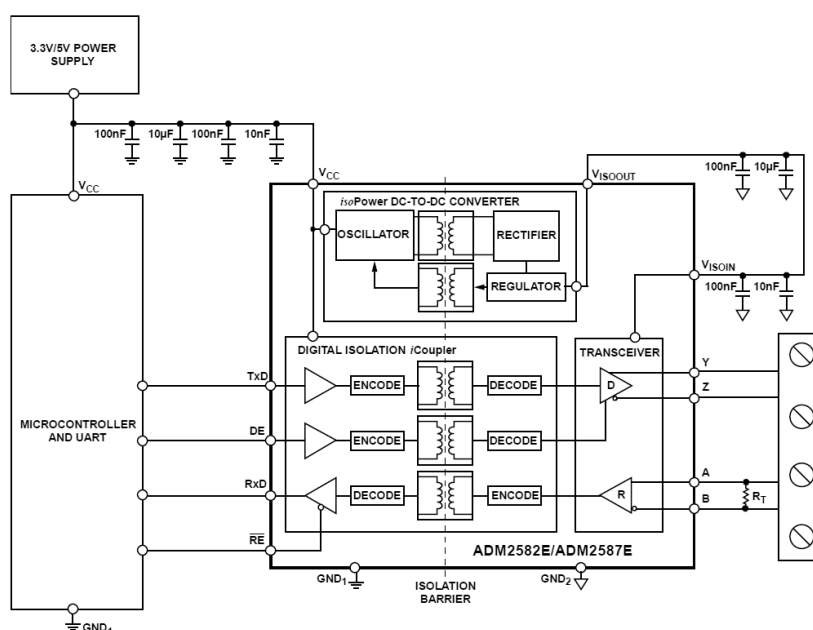 3.3V/5V POWER
SUPPLY
100nF
10µF
100nF
10nF
VCC
VCC
VISOOUT
100nF
10µF
isoPower DC-TO-DC CONVERTER
OSCILLATOR
RECTIFIER
REGULATOR
VISOIN
100nF
10nF
DIGITAL ISOLATION iCoupler
TRANSCEIVER
Y
TxD
ENCODE
DECODE
D
Z
MICROCONTROLLER
AND UART
DE
ENCODE
DECODE
A
RxD
DECODE
ENCODE
R
RT
B
RE
ADM2582E/ADM2587E
GND1
ISOLATION
BARRIER
GND2
GND1